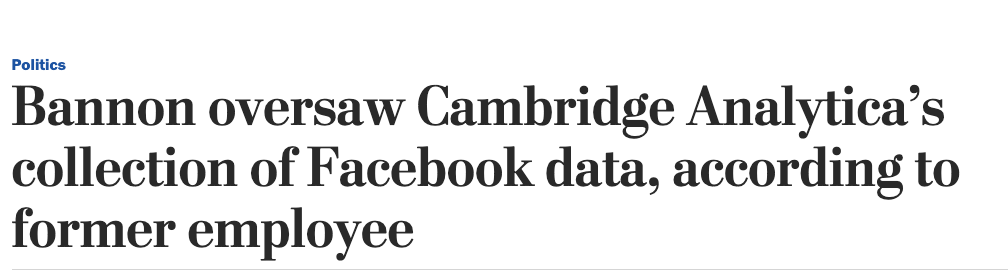 Politics
Bannon oversaw Cambridge Analytica’s
collection of Facebook data, according to
former employee